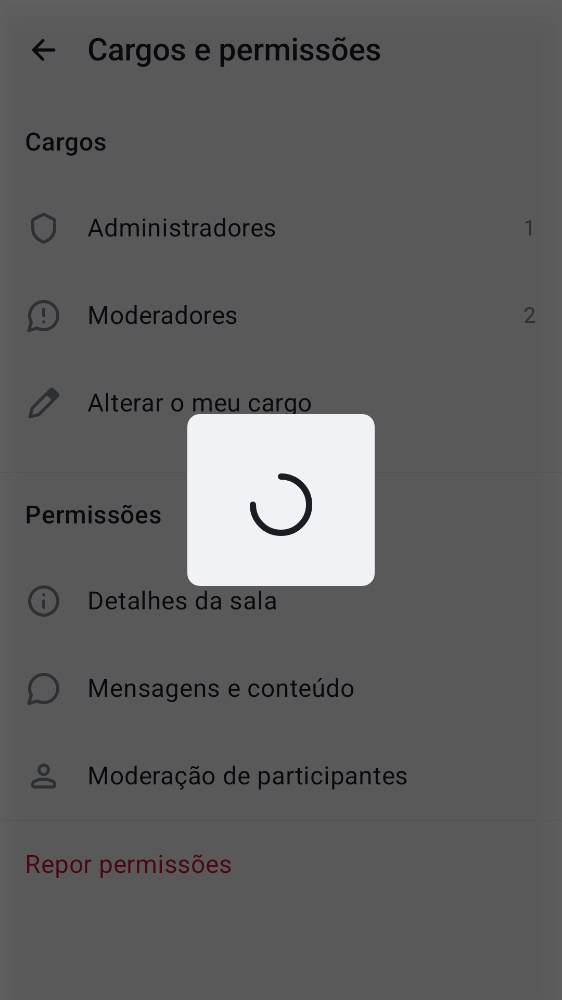 Cargos e permissões
Cargos
Administradores 1
Moderadores 2
Alterar o meu cargo
Permissões
Detalhes da sala
Mensagens e conteúdo
Moderação de participantes
Repor permissões